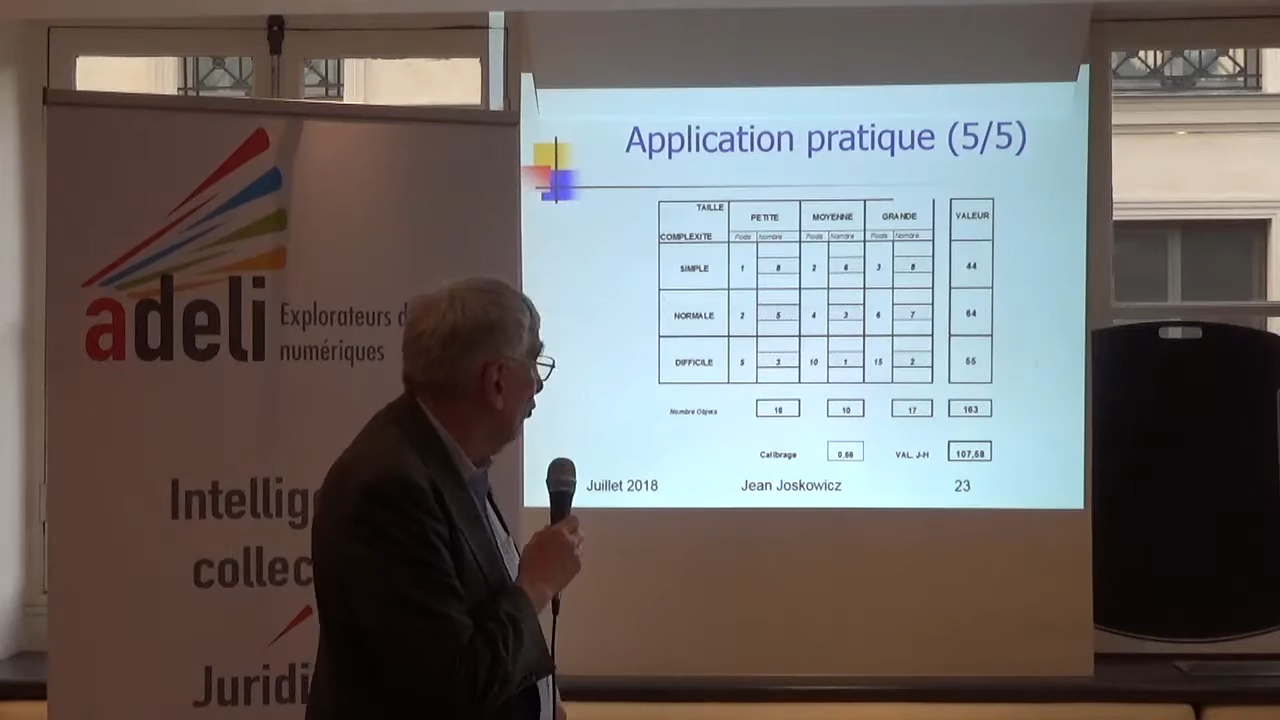 adeli
Explorateurs d
numériques
Intellig
collec
Juridi
Application pratique (5/5)
TAILLE
PETITE MOYENNE GRANDE VALEUR
COMPLEXITE Poids Nombre Poids Nombre Poids Nombre
SIMPLE 1 8 2 6 3 8 44
NORMALE 2 5 4 3 6 7 64
DIFFICILE 5 3 10 1 15 2 55
Nombre Objets 16 10 17 163
Calibrage 0.66 VAL. J-H 107,58
Juillet 2018 Jean Joskowicz 23